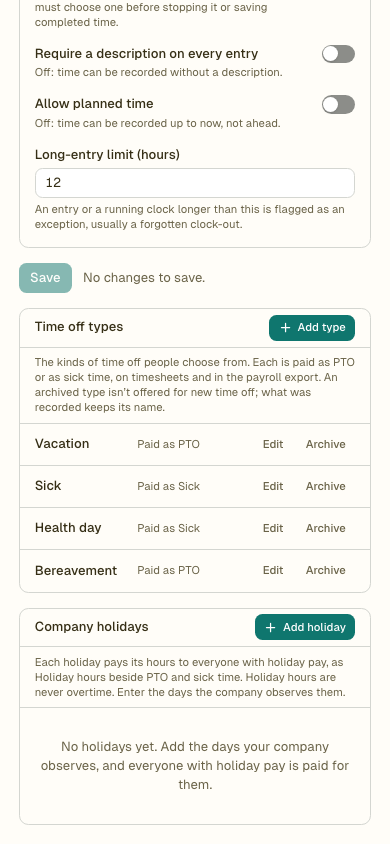 must choose one before stopping it or saving
completed time.
Require a description on every entry
Off: time can be recorded without a description.
Allow planned time
Off: time can be recorded up to now, not ahead.
Long-entry limit (hours)
12
An entry or a running clock longer than this is flagged as an
exception, usually a forgotten clock-out.
Save No changes to save.
Time off types + Add type
The kinds of time off people choose from. Each is paid as PTO
or as sick time, on timesheets and in the payroll export. An
archived type isn't offered for new time off; what was
recorded keeps its name.
Vacation Paid as PTO Edit Archive
Sick Paid as Sick Edit Archive
Health day Paid as Sick Edit Archive
Bereavement Paid as PTO Edit Archive
Company holidays + Add holiday
Each holiday pays its hours to everyone with holiday pay, as
Holiday hours beside PTO and sick time. Holiday hours are
never overtime. Enter the days the company observes them.
No holidays yet. Add the days your company
observes, and everyone with holiday pay is paid for
them.